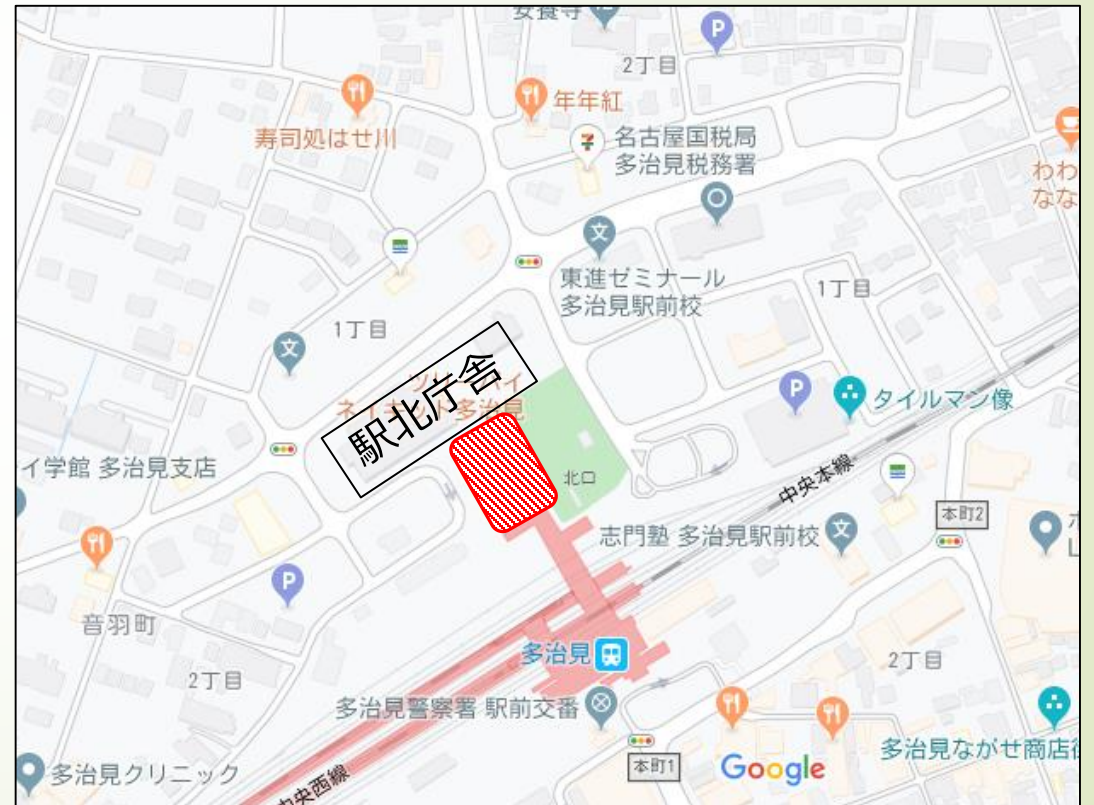 安養寺
P
2丁目
年年紅
寿司処はせ川
名古屋国税局
多治見税務署
わわ
なな
文
東進ゼミナール
多治見駅前校
1丁目
1丁目
文
駅北庁舎
P
タイルマン像
イ学館 多治見支店
北口
中央本線
本町2
志門塾 多治見駅前校
文
P
音羽町
2丁目
多治見
2丁目
多治見警察署 駅前交番
多治見ながせ商店街
本町1
Google
多治見クリニック
中央西線